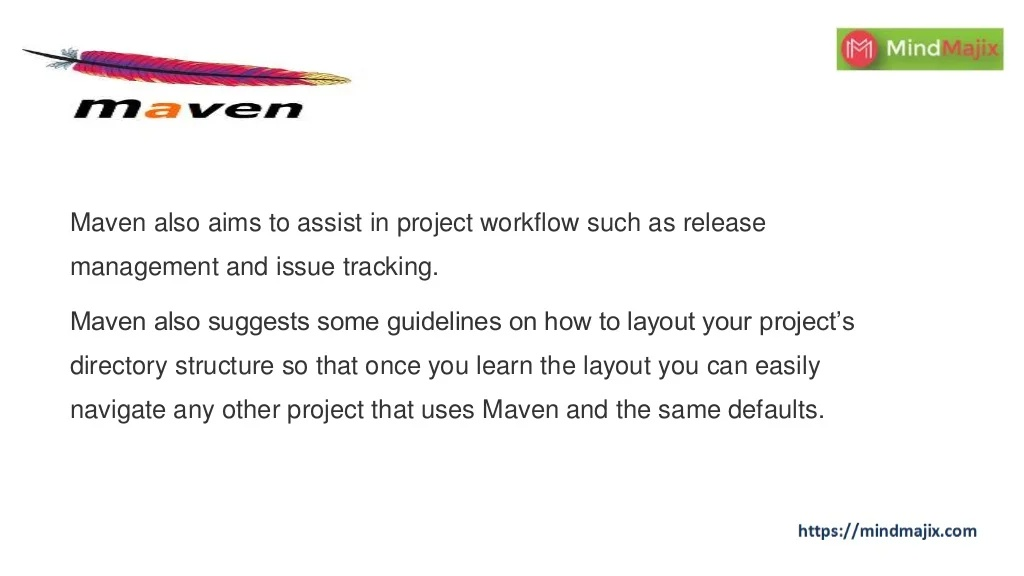 maven
MindMajix
Maven also aims to assist in project workflow such as release
management and issue tracking.
Maven also suggests some guidelines on how to layout your project’s
directory structure so that once you learn the layout you can easily
navigate any other project that uses Maven and the same defaults.
https://mindmajix.com